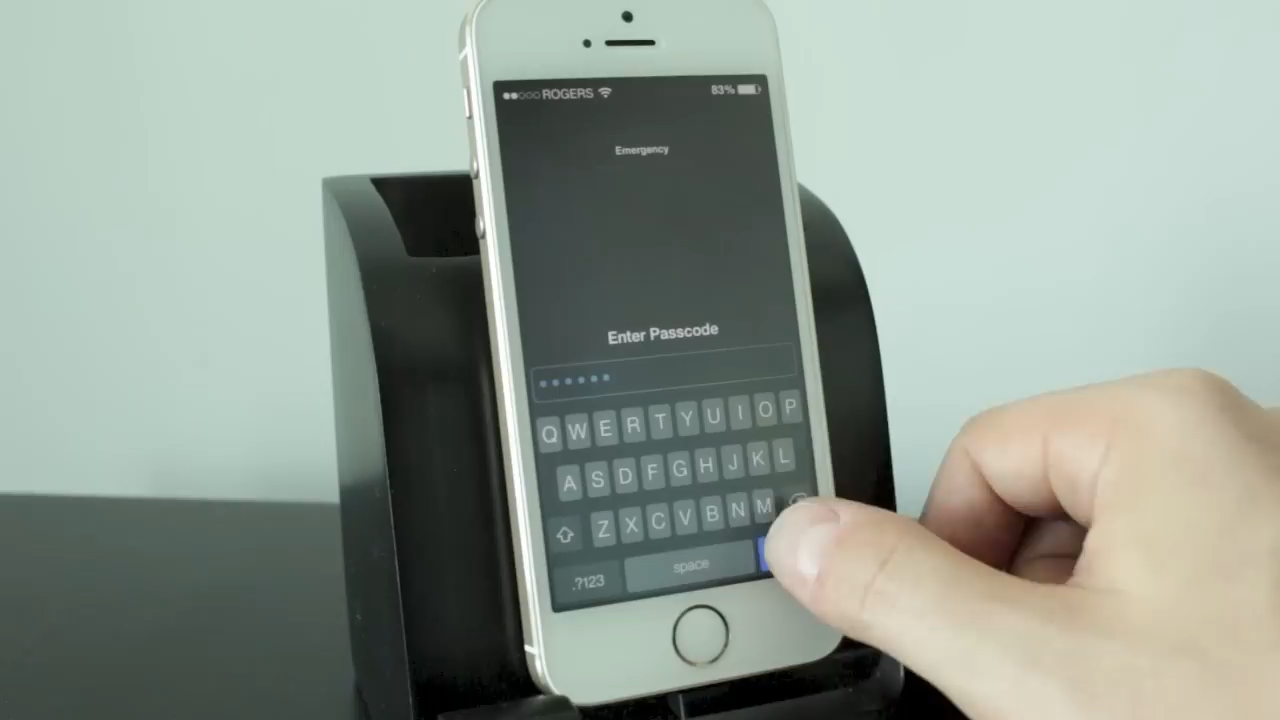 ROGERS 83%
Emergency
Enter Passcode
Q W E R T Y U I O P
A S D F G H J K L
Z X C V B N M
.?123 space